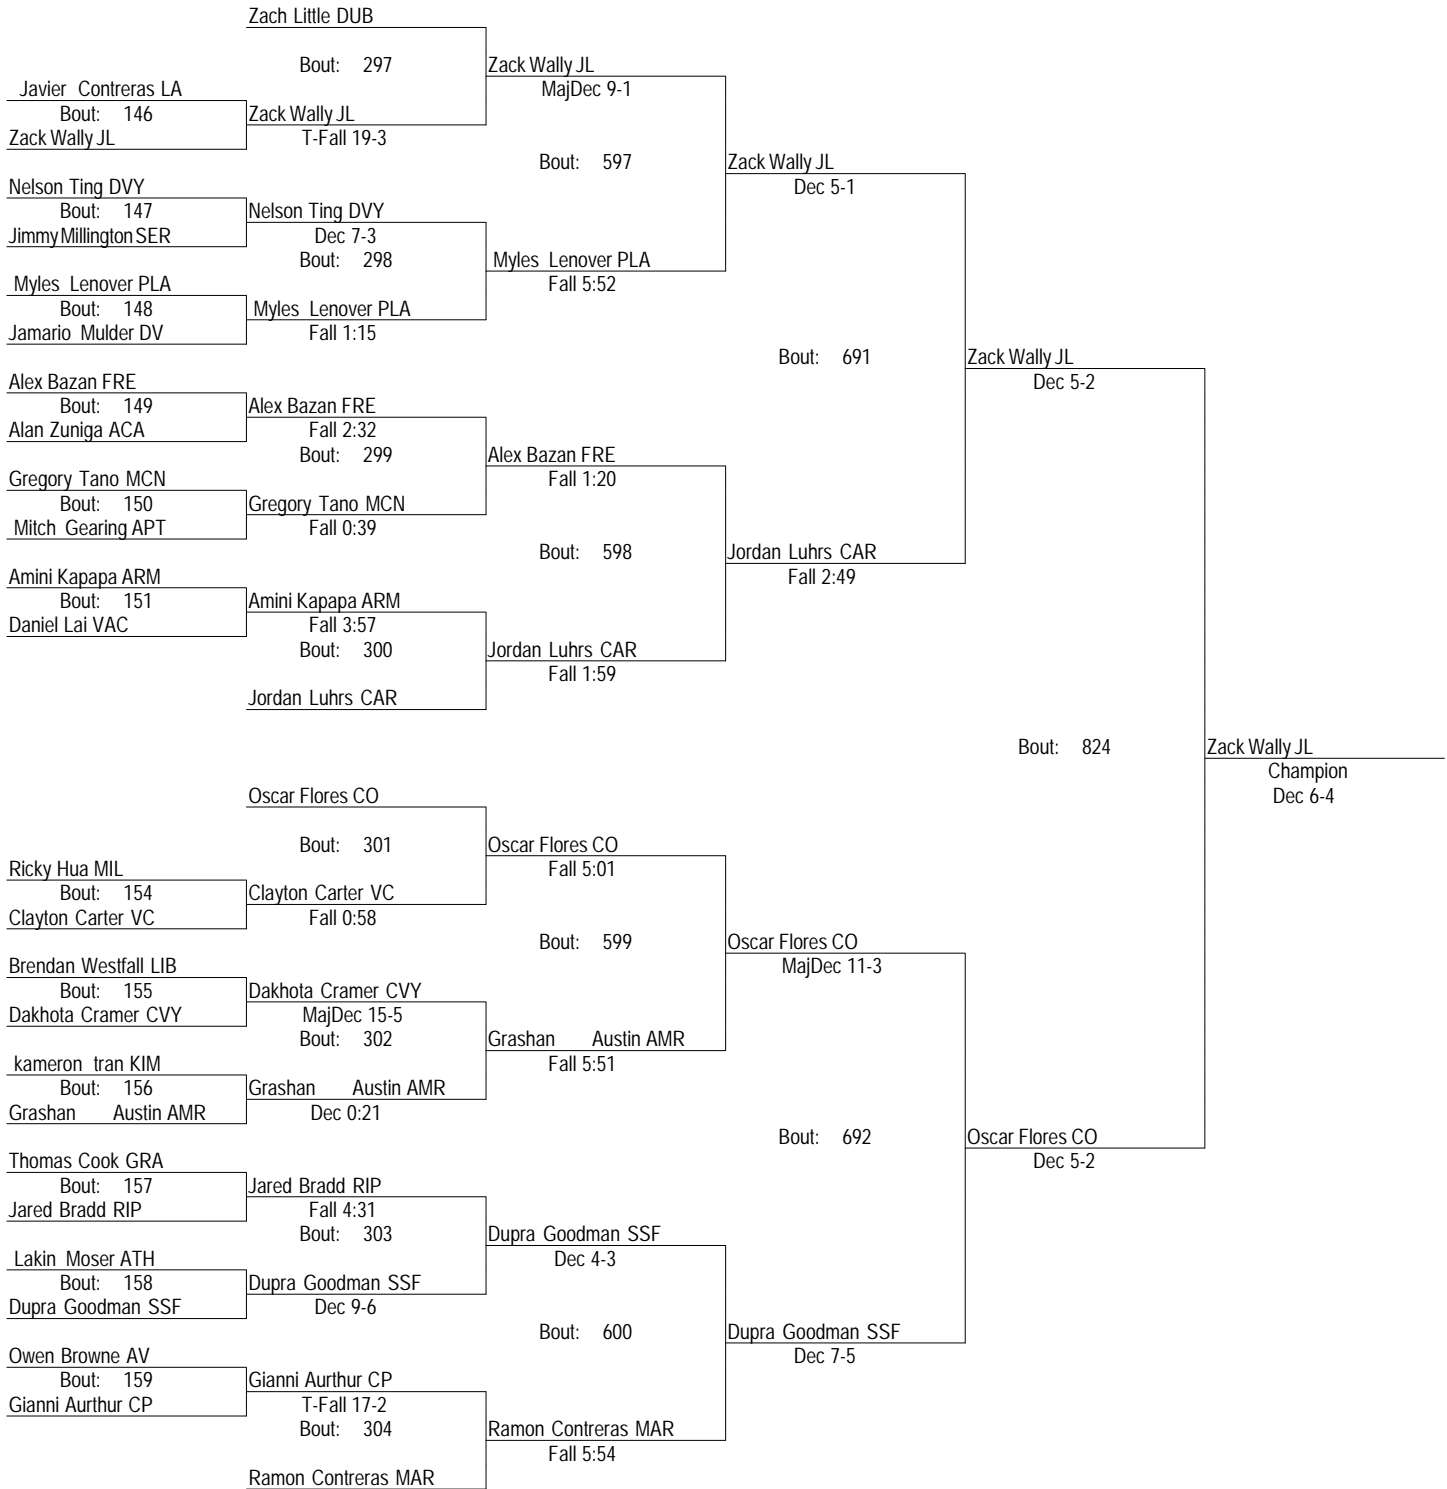 Zach Little DUB
Bout: 297
Zack Wally JL
MajDec 9-1
Javier Contreras LA
Bout: 146
Zack Wally JL
Zack Wally JL
T-Fall 19-3
Bout: 597
Zack Wally JL
Dec 5-1
Nelson Ting DVY
Bout: 147
Jimmy Millington SER
Nelson Ting DVY
Dec 7-3
Bout: 298
Myles Lenover PLA
Fall 5:52
Myles Lenover PLA
Bout: 148
Jamario Mulder DV
Myles Lenover PLA
Fall 1:15
Bout: 691
Zack Wally JL
Dec 5-2
Alex Bazan FRE
Bout: 149
Alan Zuniga ACA
Alex Bazan FRE
Fall 2:32
Bout: 299
Alex Bazan FRE
Fall 1:20
Gregory Tano MCN
Bout: 150
Mitch Gearing APT
Gregory Tano MCN
Fall 0:39
Bout: 598
Jordan Luhrs CAR
Fall 2:49
Amini Kapapa ARM
Bout: 151
Daniel Lai VAC
Amini Kapapa ARM
Fall 3:57
Bout: 300
Jordan Luhrs CAR
Fall 1:59
Jordan Luhrs CAR
Bout: 824
Zack Wally JL
Champion
Dec 6-4
Oscar Flores CO
Bout: 301
Oscar Flores CO
Fall 5:01
Ricky Hua MIL
Bout: 154
Clayton Carter VC
Clayton Carter VC
Fall 0:58
Bout: 599
Oscar Flores CO
MajDec 11-3
Brendan Westfall LIB
Bout: 155
Dakhota Cramer CVY
Dakhota Cramer CVY
MajDec 15-5
Bout: 302
Grashan Austin AMR
Fall 5:51
kameron tran KIM
Bout: 156
Grashan Austin AMR
Grashan Austin AMR
Dec 0:21
Bout: 692
Oscar Flores CO
Dec 5-2
Thomas Cook GRA
Bout: 157
Jared Bradd RIP
Jared Bradd RIP
Fall 4:31
Bout: 303
Dupra Goodman SSF
Dec 4-3
Lakin Moser ATH
Bout: 158
Dupra Goodman SSF
Dupra Goodman SSF
Dec 9-6
Bout: 600
Dupra Goodman SSF
Dec 7-5
Owen Browne AV
Bout: 159
Gianni Aurthur CP
Gianni Aurthur CP
T-Fall 17-2
Bout: 304
Ramon Contreras MAR
Fall 5:54
Ramon Contreras MAR